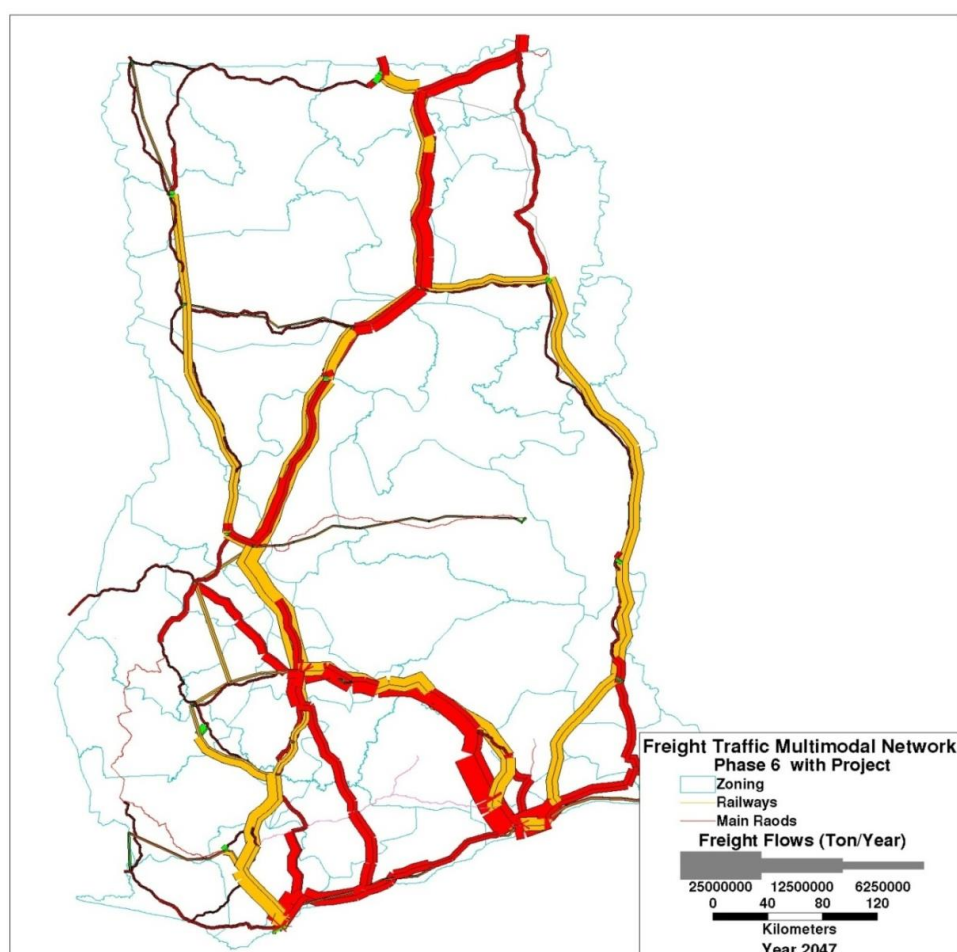 Freight Traffic Multimodal Network
Phase 6 with Project
Zoning
Railways
Main Raods
Freight Flows (Ton/Year)
25000000 12500000 6250000
0 40 80 120
Kilometers
Year 2047